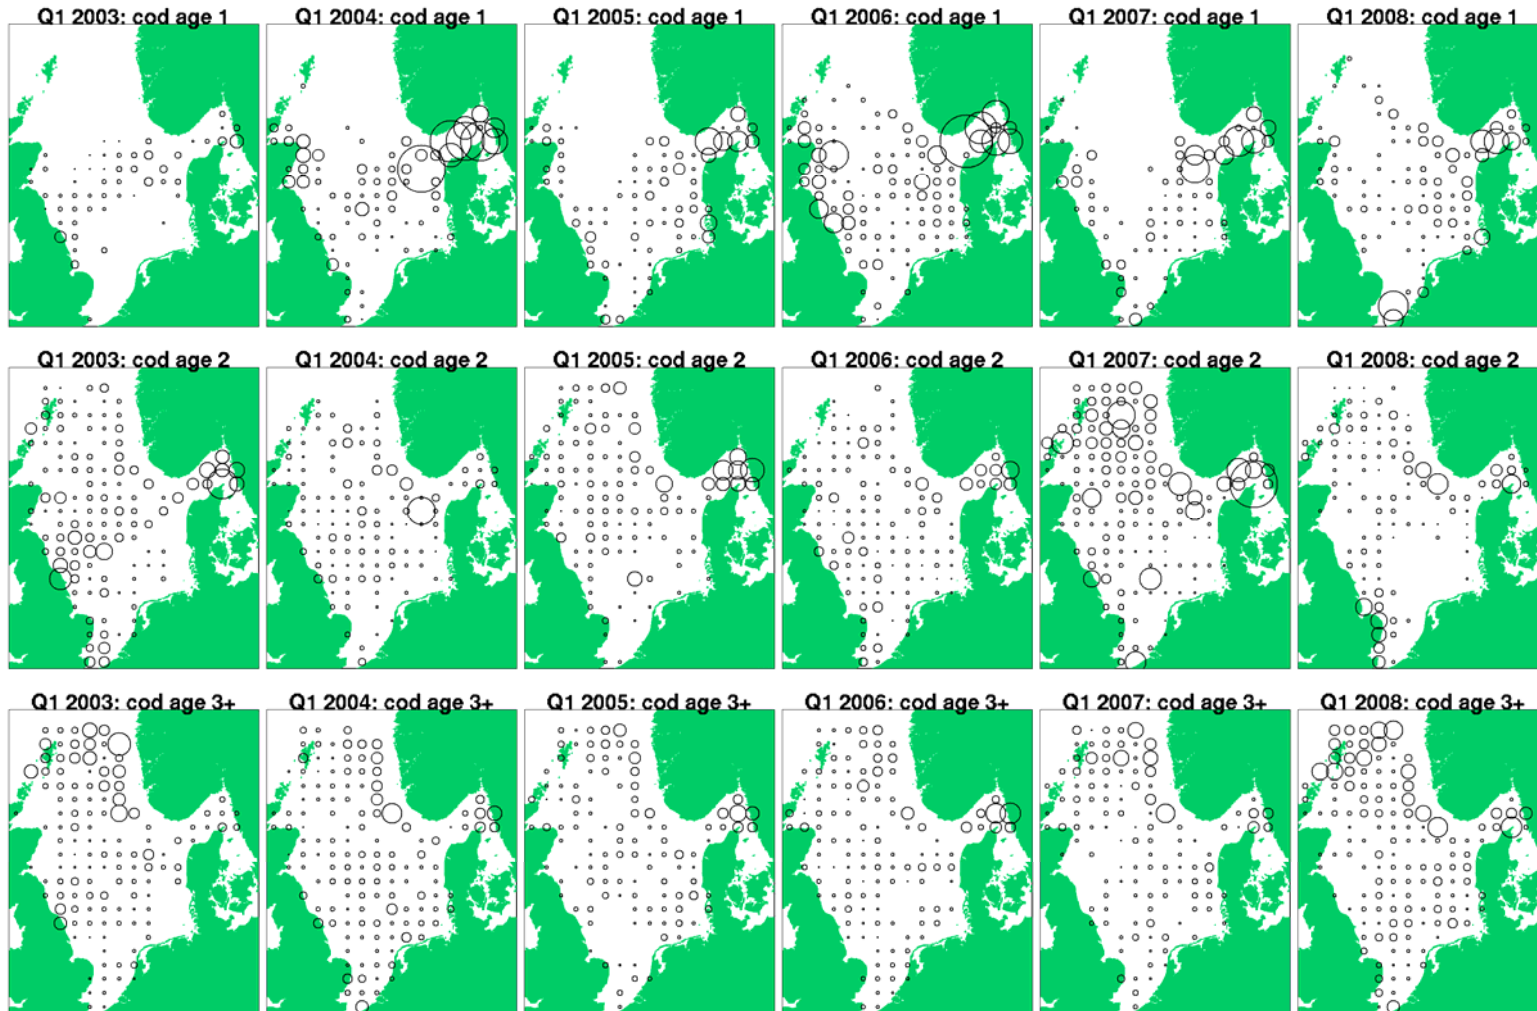 Q1 2003: cod age 1
Q1 2004: cod age 1
Q1 2005: cod age 1
Q1 2006: cod age 1
Q1 2007: cod age 1
Q1 2008: cod age 1
Q1 2003: cod age 2
Q1 2004: cod age 2
Q1 2005: cod age 2
Q1 2006: cod age 2
Q1 2007: cod age 2
Q1 2008: cod age 2
Q1 2003: cod age 3+
Q1 2004: cod age 3+
Q1 2005: cod age 3+
Q1 2006: cod age 3+
Q1 2007: cod age 3+
Q1 2008: cod age 3+